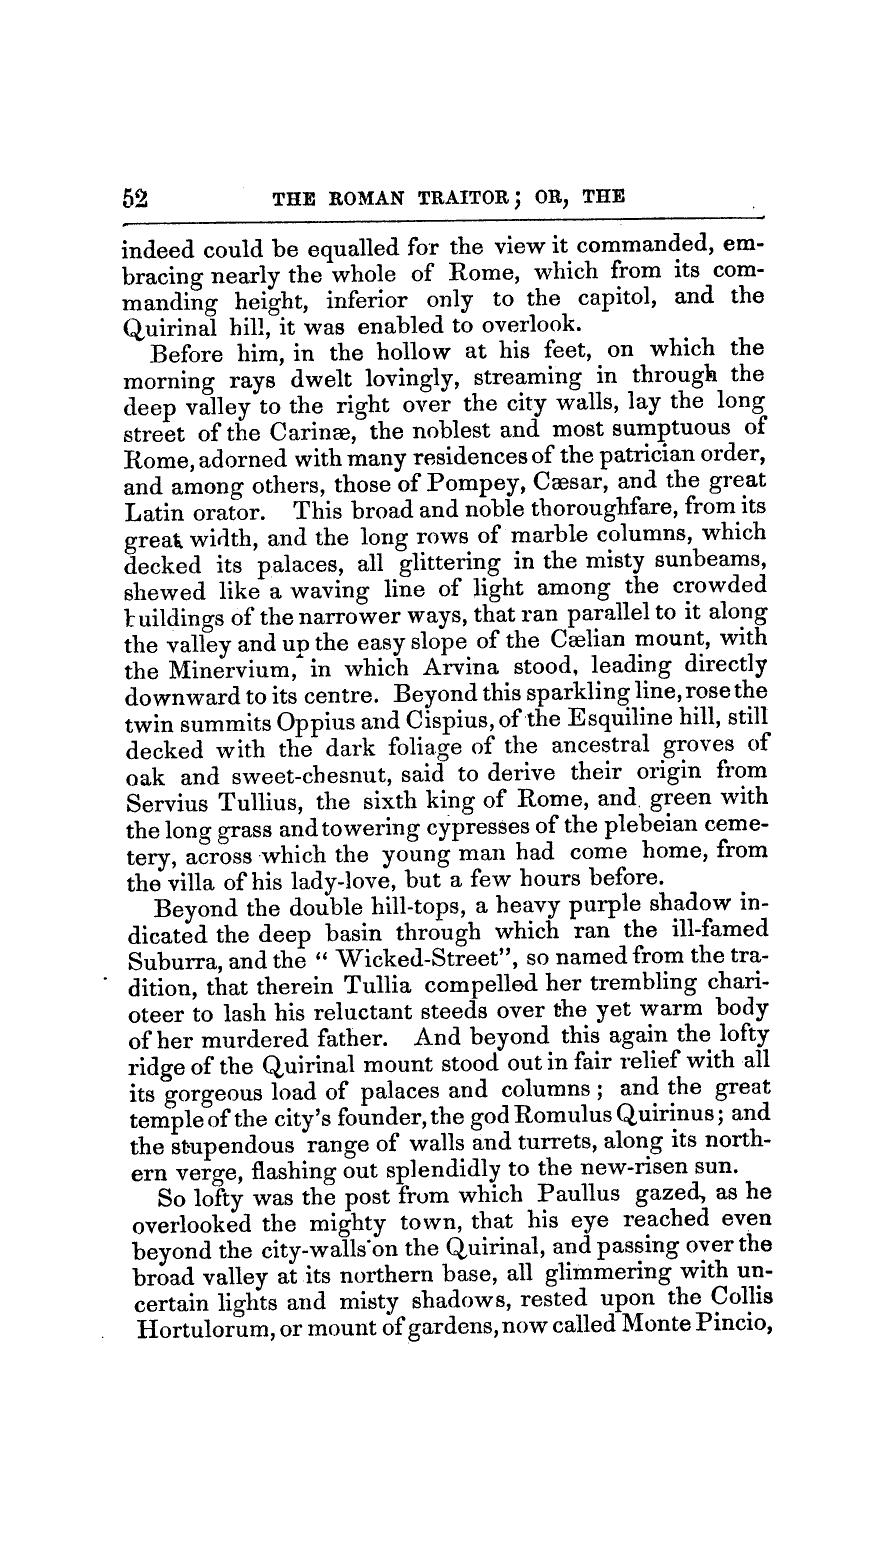 52 THE ROMAN TRAITOR; OR, THE
indeed could be equalled for the view it commanded, em-
bracing nearly the whole of Rome, which from its com-
manding height, inferior only to the capitol, and the
Quirinal hill, it was enabled to overlook.
Before him, in the hollow at his feet, on which the
morning rays dwelt lovingly, streaming in through the
deep valley to the right over the city walls, lay the long
street of the Carinæ, the noblest and most sumptuous of
Rome, adorned with many residences of the patrician order,
and among others, those of Pompey, Cæsar, and the great
Latin orator. This broad and noble thoroughfare, from its
great width, and the long rows of marble columns, which
decked its palaces, all glittering in the misty sunbeams,
shewed like a waving line of light among the crowded
buildings of the narrower ways, that ran parallel to it along
the valley and up the easy slope of the Cælian mount, with
the Minervium, in which Arvina stood, leading directly
downward to its centre. Beyond this sparkling line, rose the
twin summits Oppius and Cispius, of the Esquiline hill, still
decked with the dark foliage of the ancestral groves of
oak and sweet-chesnut, said to derive their origin from
Servius Tullius, the sixth king of Rome, and green with
the long grass and towering cypresses of the plebeian ceme-
tery, across which the young man had come home, from
the villa of his lady-love, but a few hours before.
Beyond the double hill-tops, a heavy purple shadow in-
dicated the deep basin through which ran the ill-famed
Suburra, and the “ Wicked-Street”, so named from the tra-
dition, that therein Tullia compelled her trembling chari-
oteer to lash his reluctant steeds over the yet warm body
of her murdered father. And beyond this again the lofty
ridge of the Quirinal mount stood out in fair relief with all
its gorgeous load of palaces and columns; and the great
temple of the city's founder, the god Romulus Quirinus; and
the stupendous range of walls and turrets, along its north-
ern verge, flashing out splendidly to the new-risen sun.
So lofty was the post from which Paullus gazed, as he
overlooked the mighty town, that his eye reached even
beyond the city-walls on the Quirinal, and passing over the
broad valley at its northern base, all glimmering with un-
certain lights and misty shadows, rested upon the Collis
Hortulorum, or mount of gardens, now called Monte Pincio,